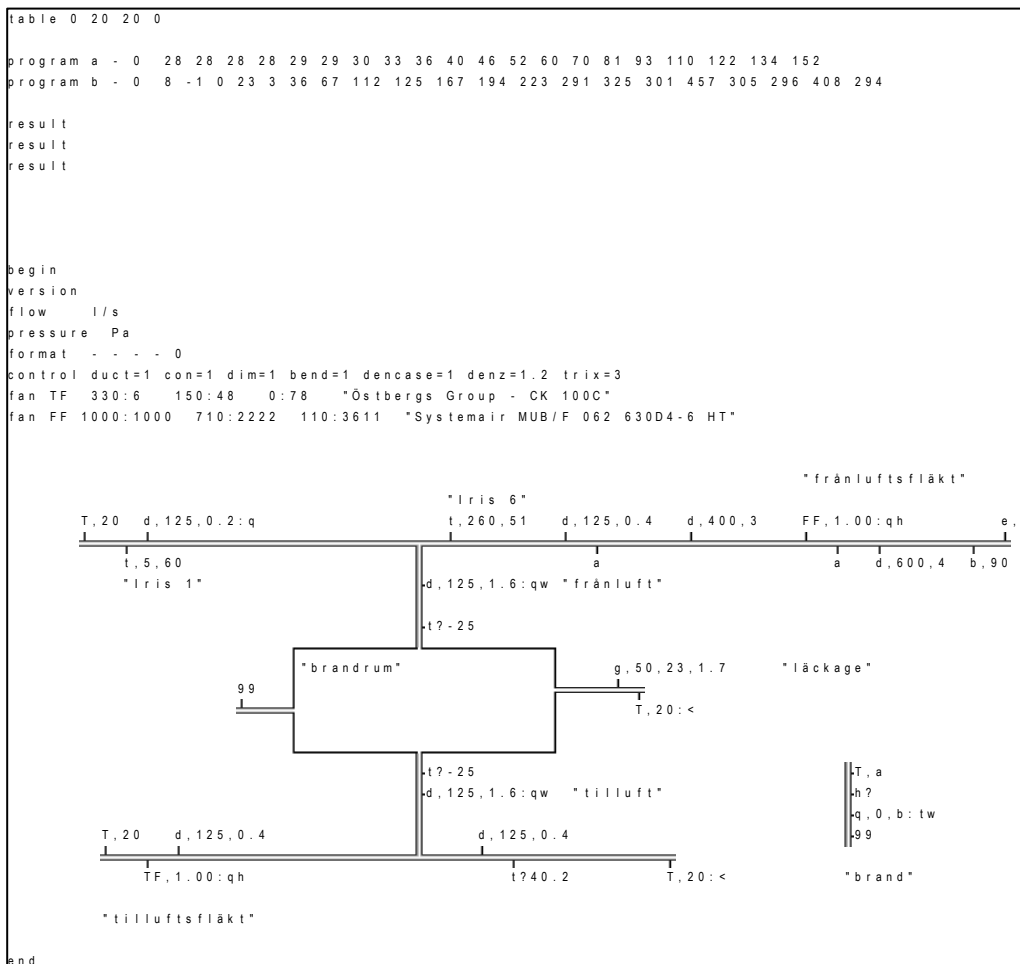 table 0 20 20 0
program a - 0 28 28 28 28 29 29 30 33 36 40 46 52 60 70 81 93 110 122 134 152
program b - 0 8 -1 0 23 3 36 67 112 125 167 194 223 291 325 301 457 305 296 408 294
result
result
result
begin
version
flow l/s
pressure Pa
format - - - - 0
control duct=1 con=1 dim=1 bend=1 dencase=1 denz=1.2 trix=3
fan TF 330:6 150:48 0:78 "Östbergs Group - CK 100C"
fan FF 1000:1000 710:2222 110:3611 "Systemair MUB/F 062 630D4-6 HT"
"frånluftsfläkt"
"Iris 6"
T,20 d,125,0.2:q t,260,51 d,125,0.4 d,400,3 FF,1.00:qh e,
t,5,60 a a d,600,4 b,90
"Iris 1" d,125,1.6:qw "frånluft"
t?-25
"brandrum" g,50,23,1.7 "läckage"
99
T,20:<
t?-25 T,a
d,125,1.6:qw "tilluft" h?
q,0,b:tw
T,20 d,125,0.4 d,125,0.4 99
TF,1.00:qh t?40.2 T,20:< "brand"
"tilluftsfläkt"
end